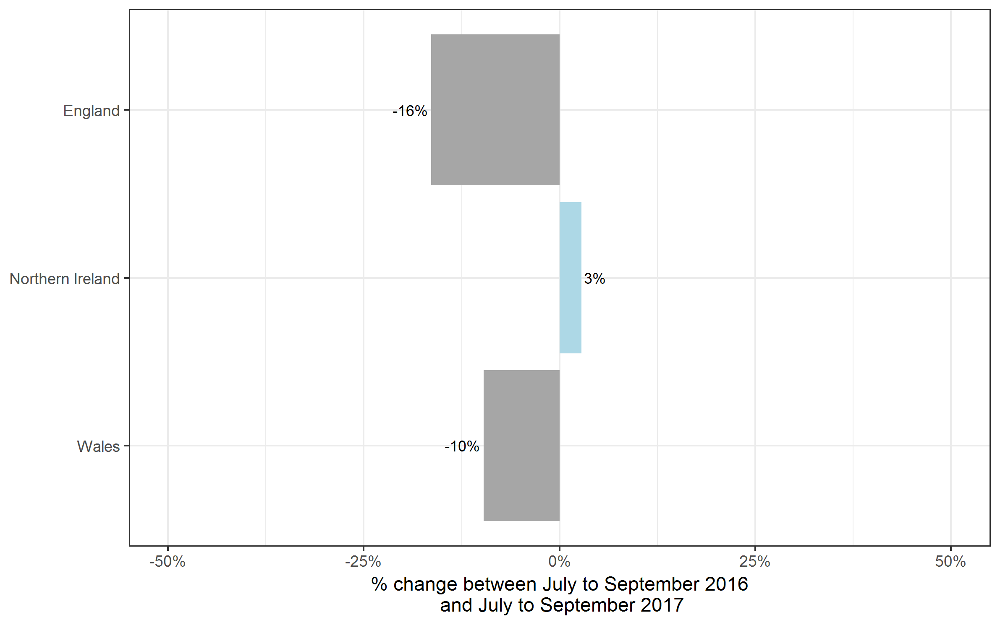 England
-16%
Northern Ireland
3%
Wales
-10%
-50%
-25%
0%
25%
50%
% change between July to September 2016
and July to September 2017